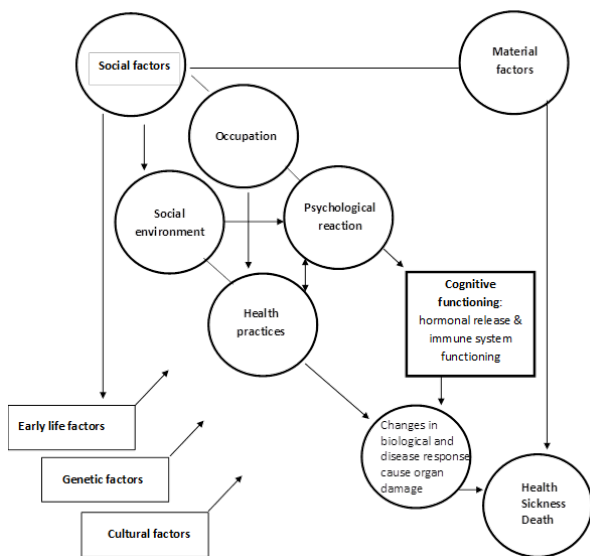 Social factors
Material
factors
Occupation
Social
environment
Psychological
reaction
Cognitive
functioning:
hormonal release &
immune system
functioning
Health
practices
Early life factors
Genetic factors
Cultural factors
Changes in
biological and
disease response
cause organ
damage
Health
Sickness
Death